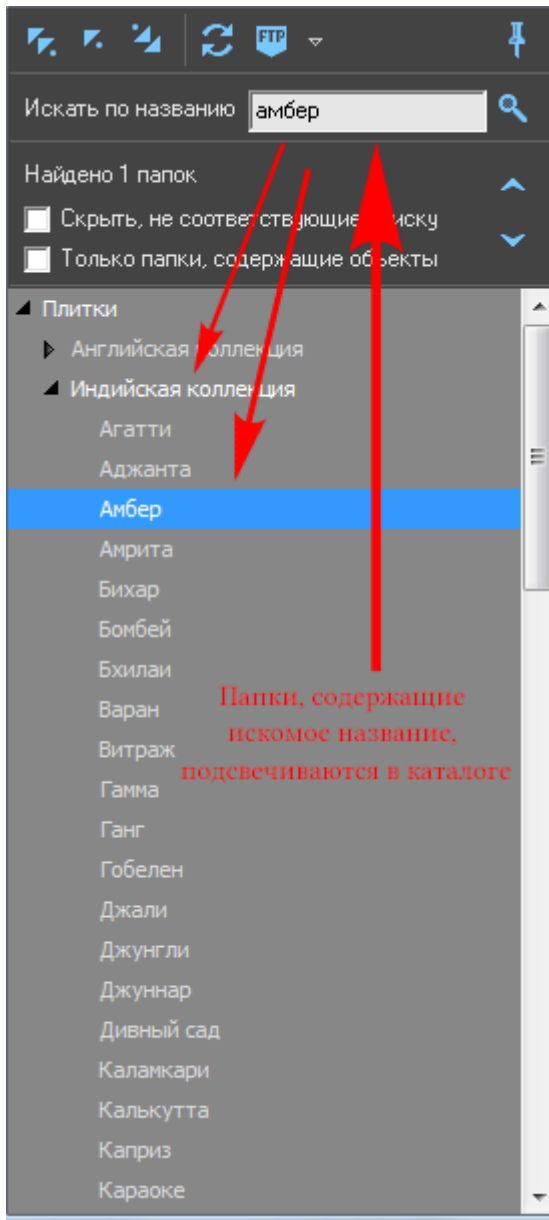 FTP
Искать по названию амбер
Найдено 1 папок
Скрыть, не соответствующие поиску
Только папки, содержащие объекты
Плитки
Английская коллекция
Индийская коллекция
Агатти
Аджанта
Амбер
Амрита
Бихар
Бомбей
Бхилаи
Варан
Витраж
Гамма
Ганг
Гобелен
Джали
Джунгли
Джуннар
Дивный сад
Каламкари
Калькутта
Каприз
Караоке
Папки, содержащие
искомое название,
подсвечиваются в каталоге